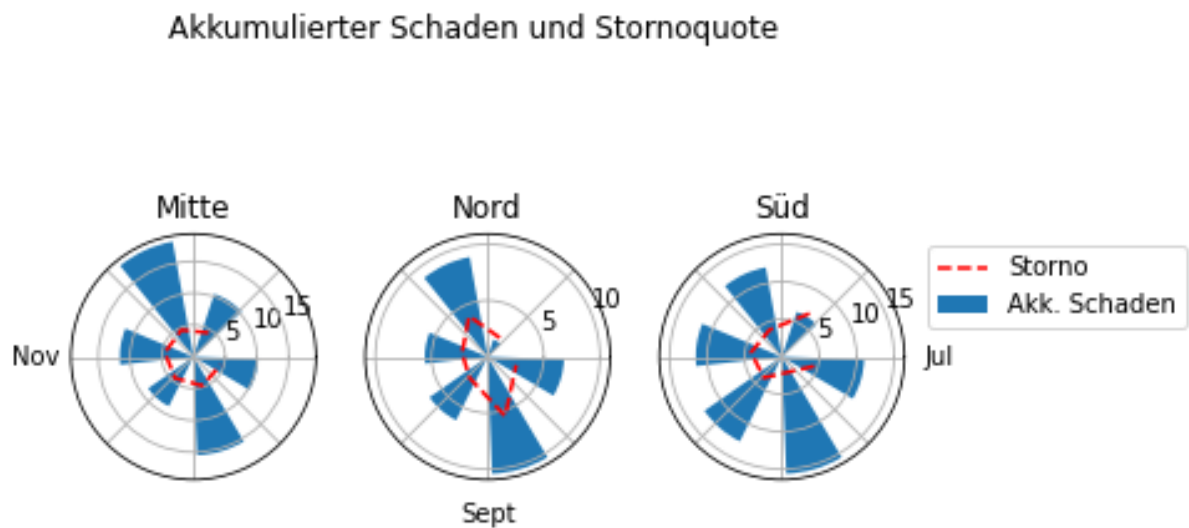 Akkumulierter Schaden und Stornoquote
Mitte
5
10
15
Nov
Nord
5
10
Sept
Süd
5
10
15
Jul
Storno
Akk. Schaden